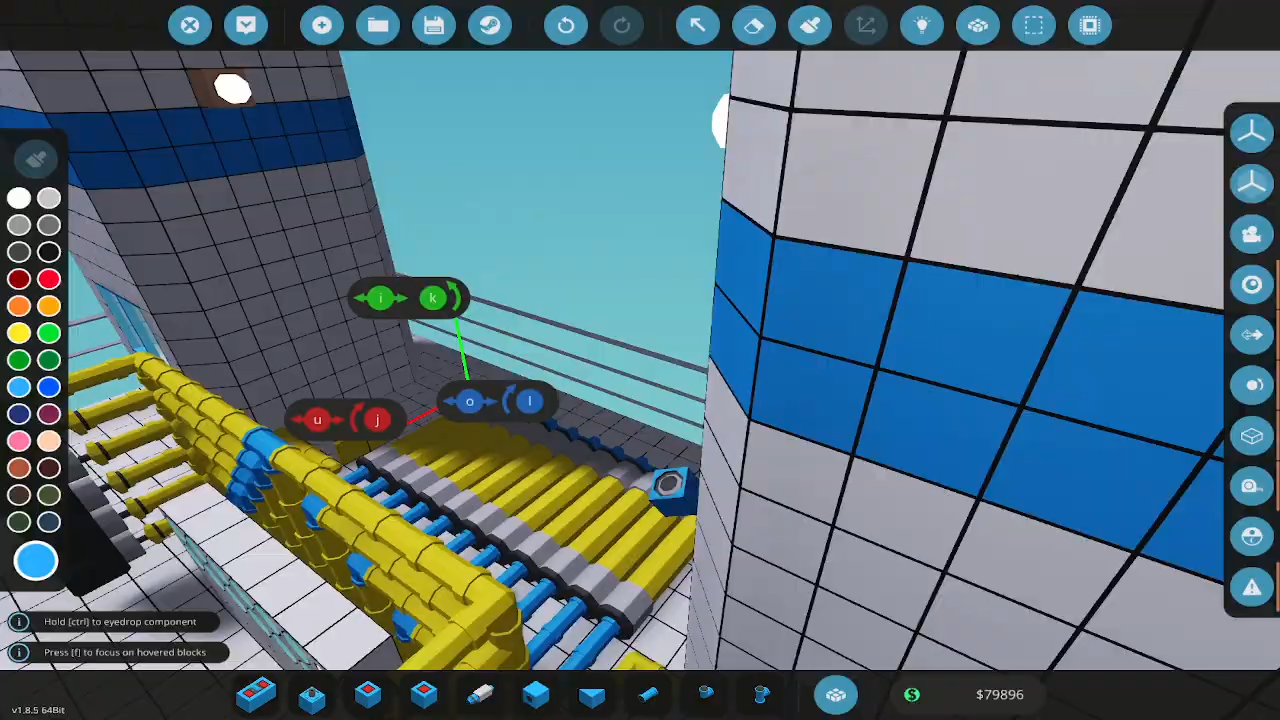 i k
o l
u j
Hold [ctrl] to eyedrop component
Press [f] to focus on hovered blocks
$79896
v1.8.5 64Bit